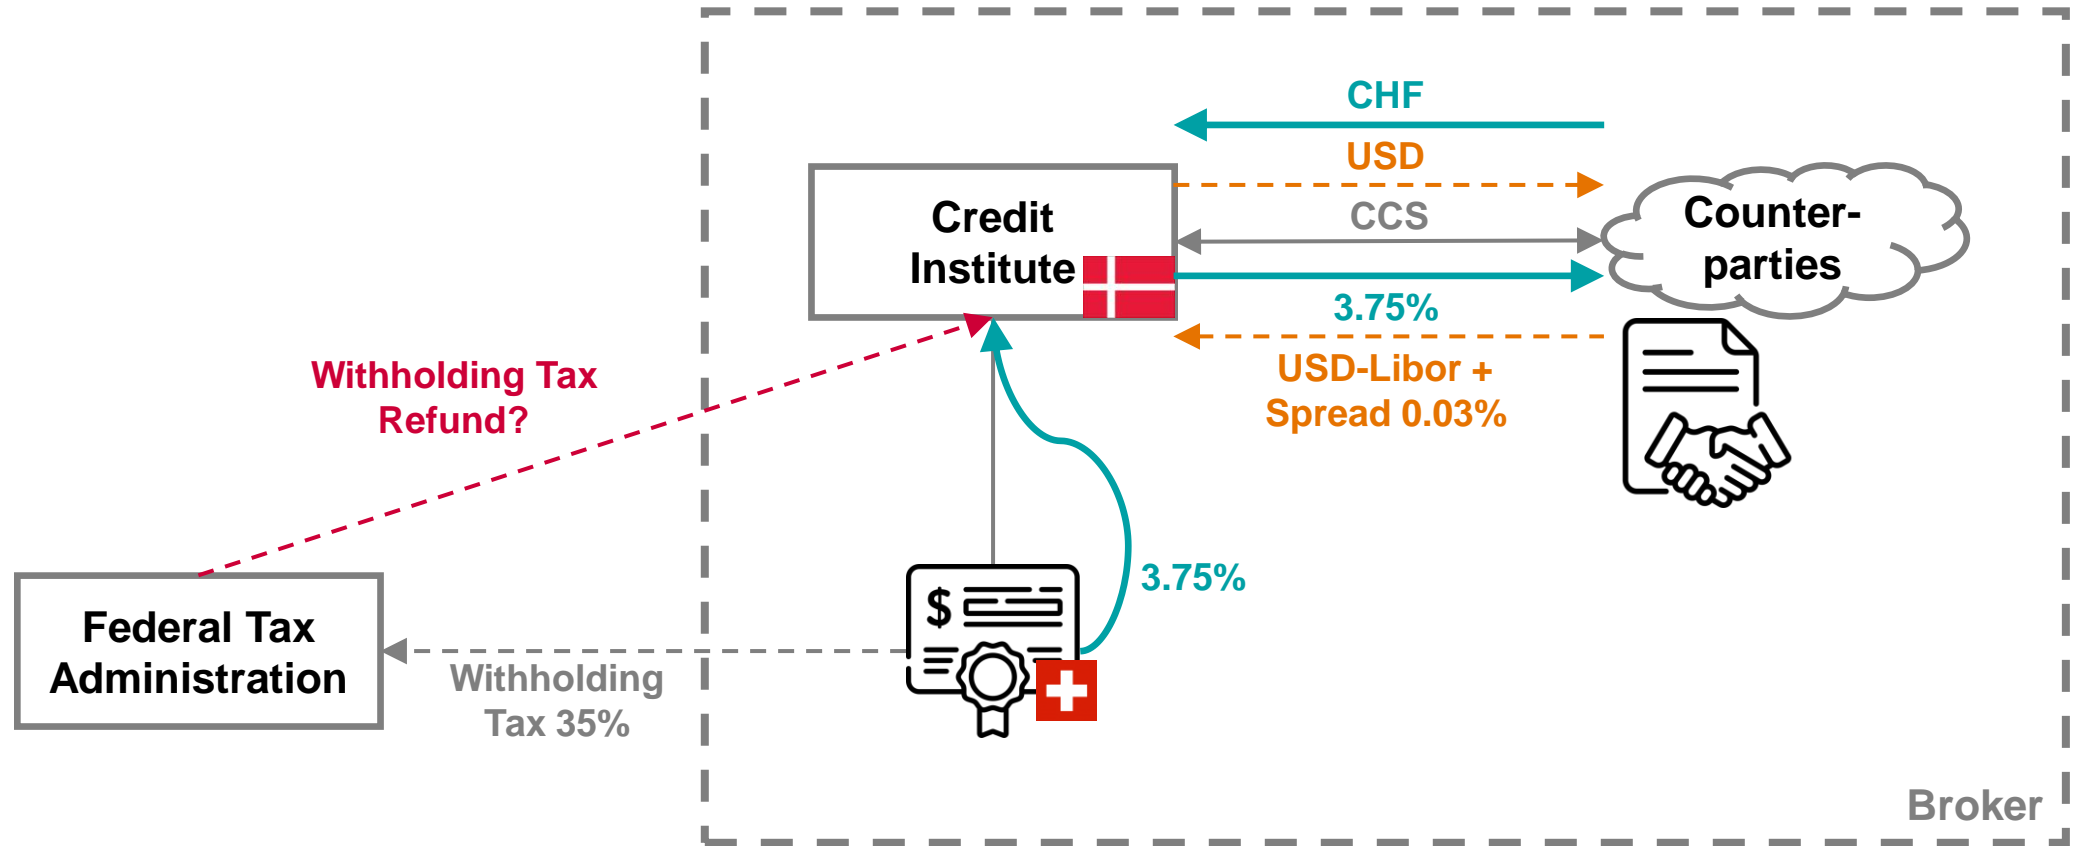 CHF
USD
CCS
Credit
Institute
Counter-
parties
3.75%
USD-Libor +
Spread 0.03%
Withholding Tax
Refund?
3.75%
$
Federal Tax
Administration
Withholding
Tax 35%
Broker